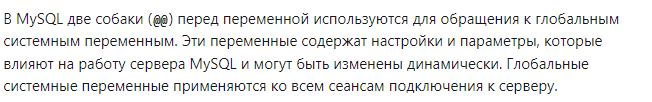 В MySQL две собаки (@@) перед переменной используются для обращения к глобальным
системным переменным. Эти переменные содержат настройки и параметры, которые
влияют на работу сервера MySQL и могут быть изменены динамически. Глобальные
системные переменные применяются ко всем сеансам подключения к серверу.